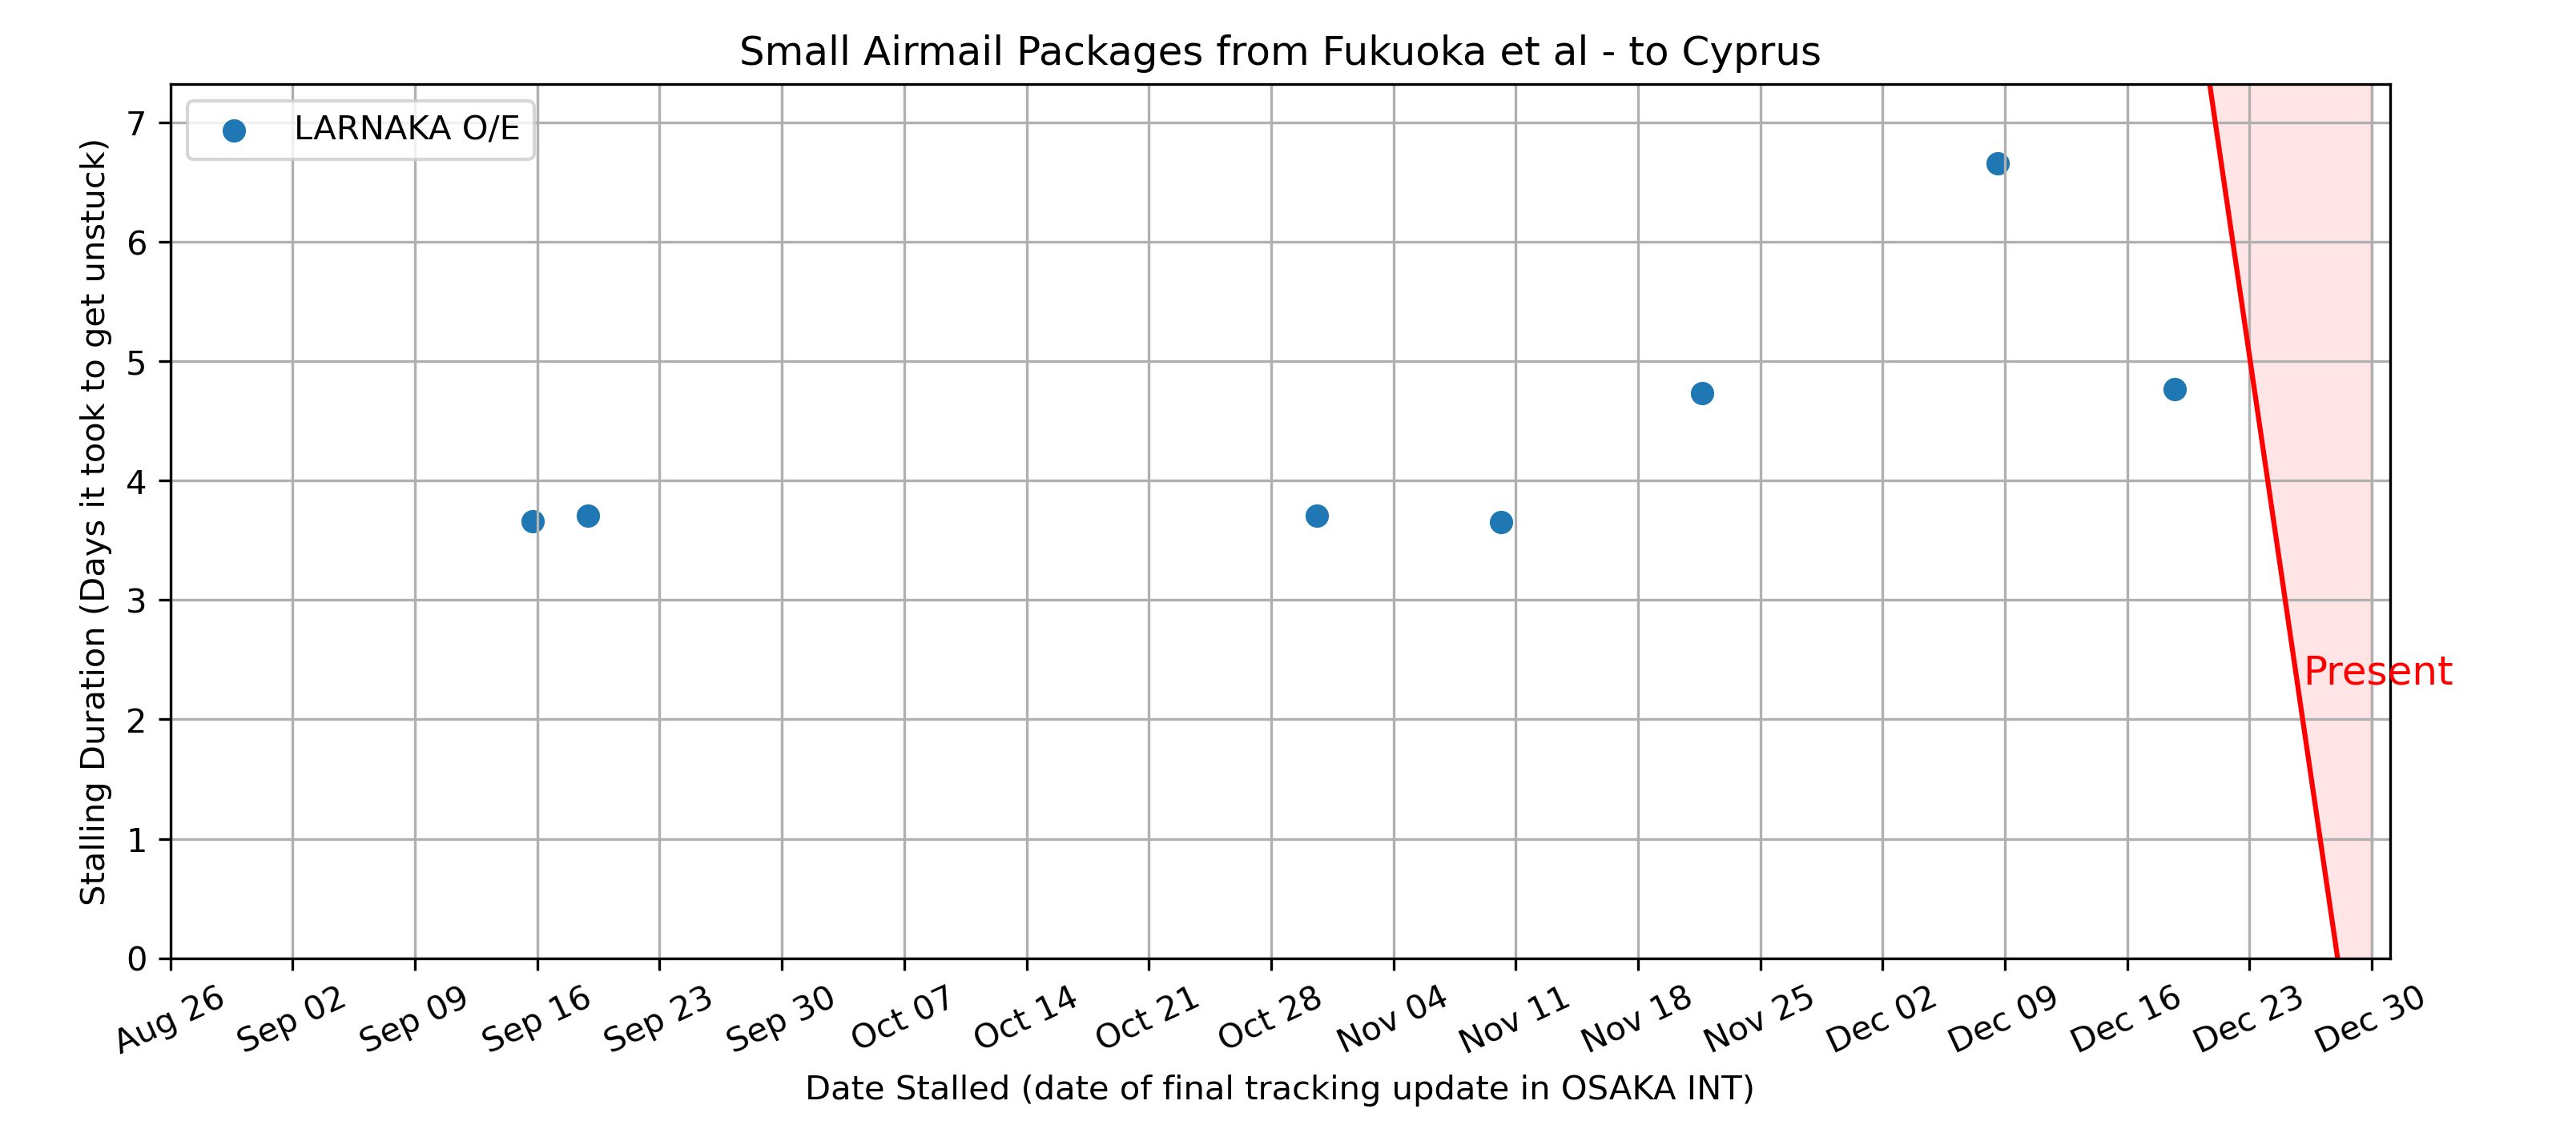 Small Airmail Packages from Fukuoka et al - to Cyprus
LARNAKA O/E
Stalling Duration (Days it took to get unstuck)
7
6
5
4
3
2
1
0
Present
Aug 26
Sep 02
Sep 09
Sep 16
Sep 23
Sep 30
Oct 07
Oct 14
Oct 21
Oct 28
Nov 04
Nov 11
Nov 18
Nov 25
Dec 02
Dec 09
Dec 16
Dec 23
Dec 30
Date Stalled (date of final tracking update in OSAKA INT)